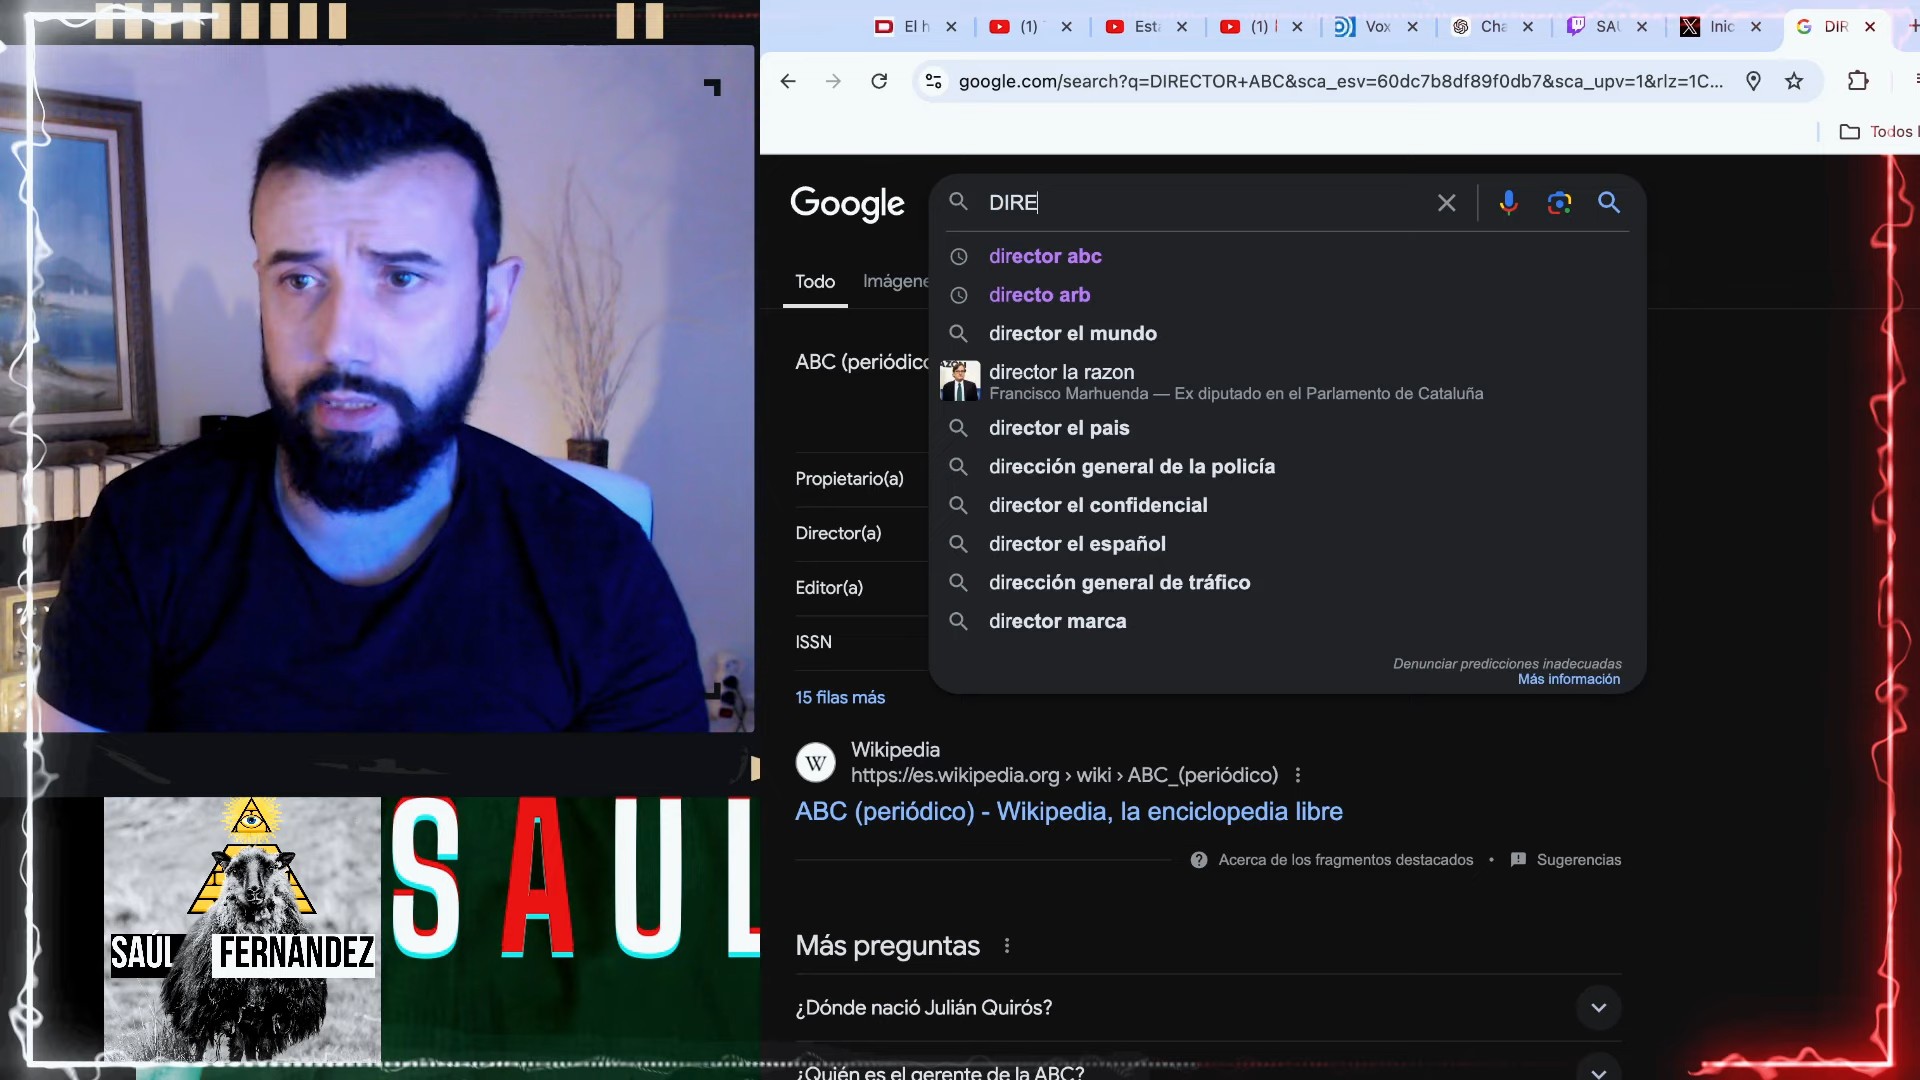 El h
(1)
Est
(1)
Vox
Cha
SAU
Inic
DIR
google.com/search?q=DIRECTOR+ABC&sca_esv=60dc7b8df89f0db7&sca_upv=1&rlz=1C...
Todos l
Google
DIRE
director abc
directo arb
director el mundo
director la razon
Francisco Marhuenda — Ex diputado en el Parlamento de Cataluña
director el pais
dirección general de la policía
director el confidencial
director el español
dirección general de tráfico
director marca
Denunciar predicciones inadecuadas
Más información
Todo
Imágene
ABC (periódico
Propietario(a)
Director(a)
Editor(a)
ISSN
15 filas más
Wikipedia
https://es.wikipedia.org › wiki › ABC_(periódico)
ABC (periódico) - Wikipedia, la enciclopedia libre
Acerca de los fragmentos destacados • Sugerencias
Más preguntas
¿Dónde nació Julián Quirós?
¿Quién es el gerente de la ABC?
SAÚL FERNÁNDEZ
SAUL